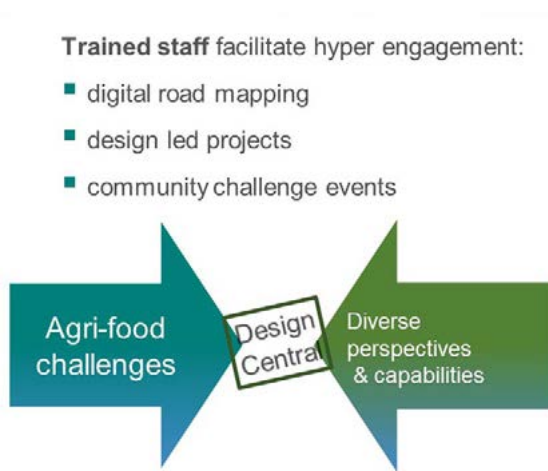 Trained staff facilitate hyper engagement:
digital road mapping
design led projects
community challenge events
Agri-food
challenges
Design
Central
Diverse
perspectives
& capabilities